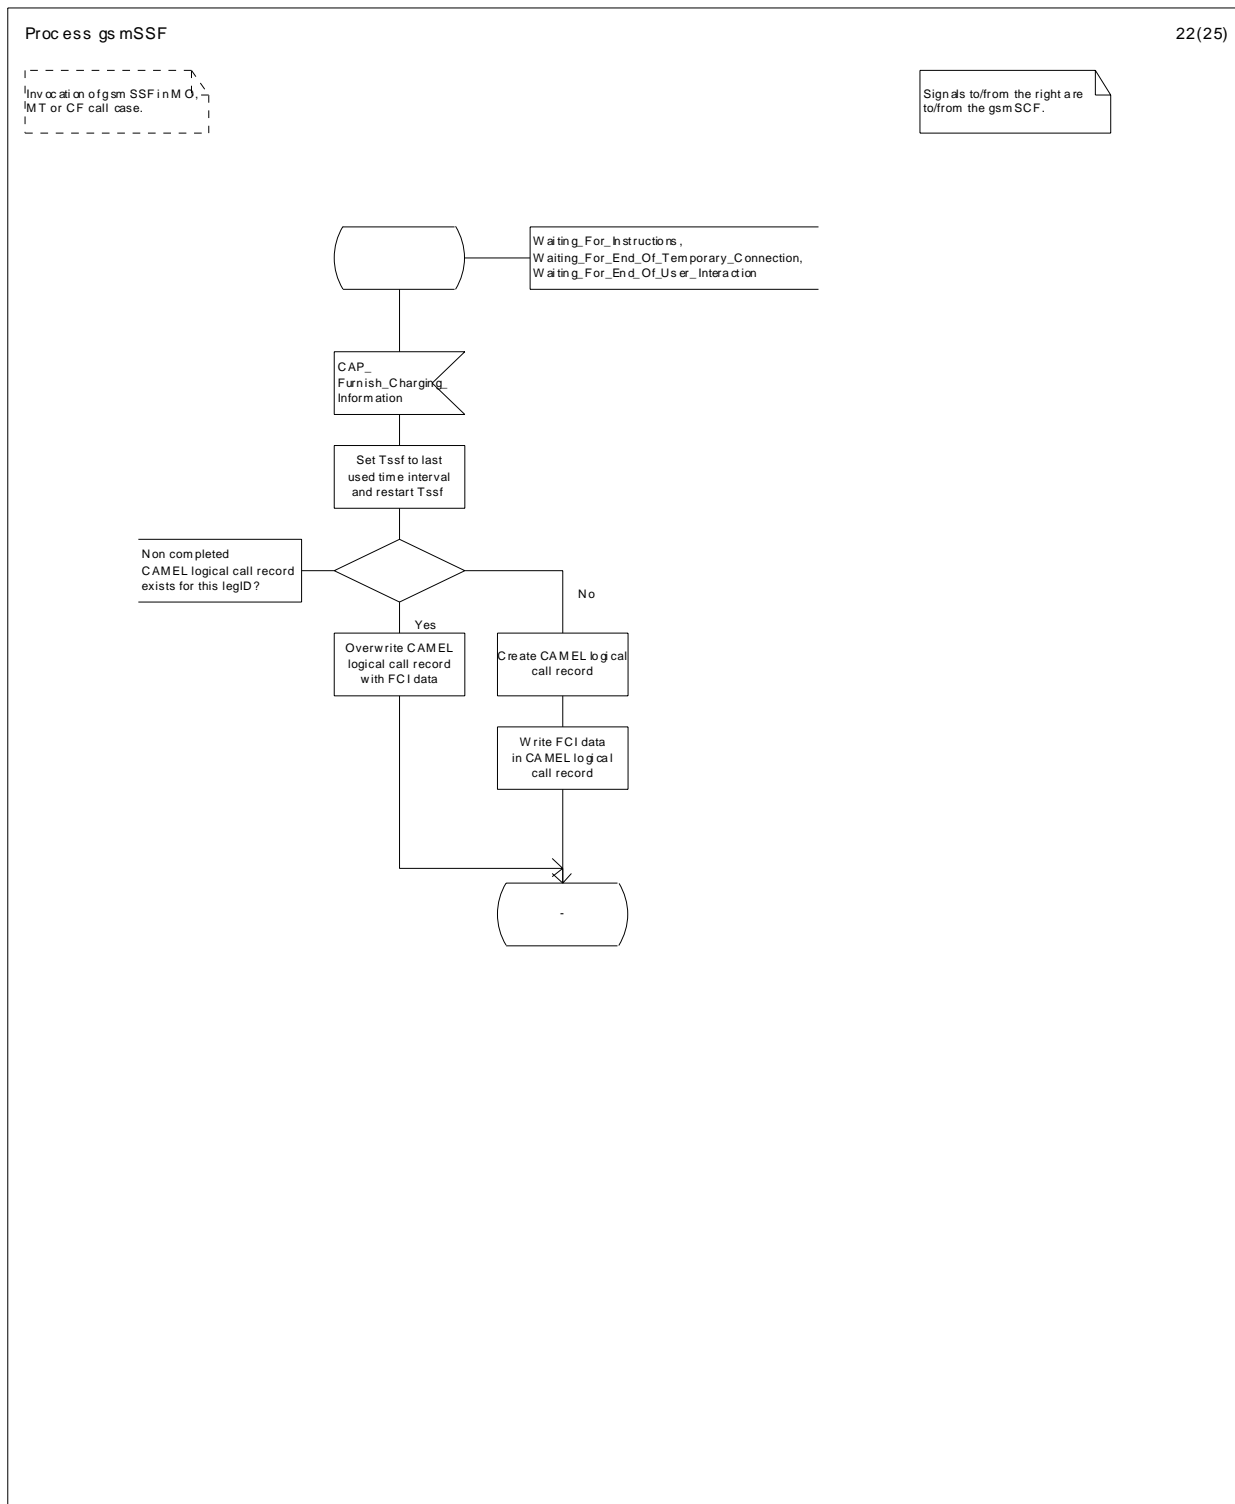 Process gsmSSF
22(25)
Invocation of gsmSSF in MO,
MT or CF call case.
Signals to/from the right are
to/from the gsmSCF.
Waiting_For_Instructions,
Waiting_For_End_Of_Temporary_Connection,
Waiting_For_End_Of_User_Interaction
CAP_
Furnish_Charging_
Information
Set Tssf to last
used time interval
and restart Tssf
Non completed
CAMEL logical call record
exists for this legID?
No
Yes
Overwrite CAMEL
logical call record
with FCI data
Create CAMEL logical
call record
Write FCI data
in CAMEL logical
call record
-